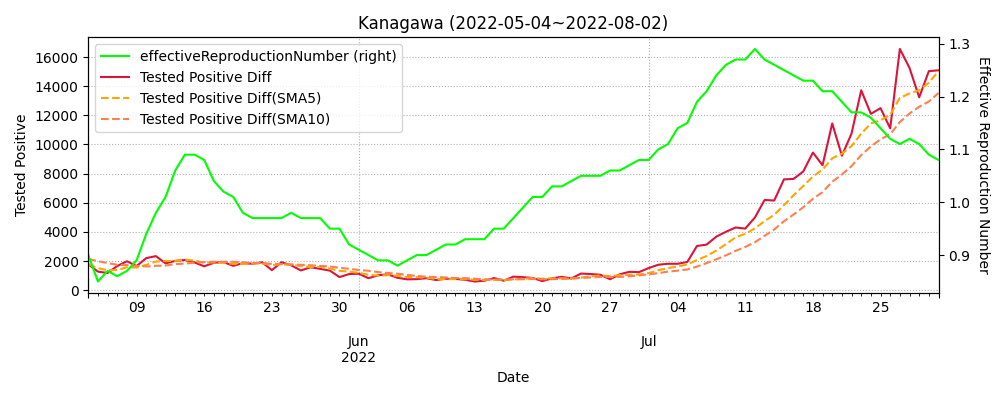 Kanagawa (2022-05-04~2022-08-02)
effectiveReproductionNumber (right)
Tested Positive Diff
Tested Positive Diff(SMA5)
Tested Positive Diff(SMA10)
Tested Positive
16000
14000
12000
10000
8000
6000
4000
2000
0
1.3
1.2
1.1
1.0
0.9
Effective Reproduction Number
09 16 23 30 06 13 20 27 04 11 18 25
Jun Jul
2022
Date